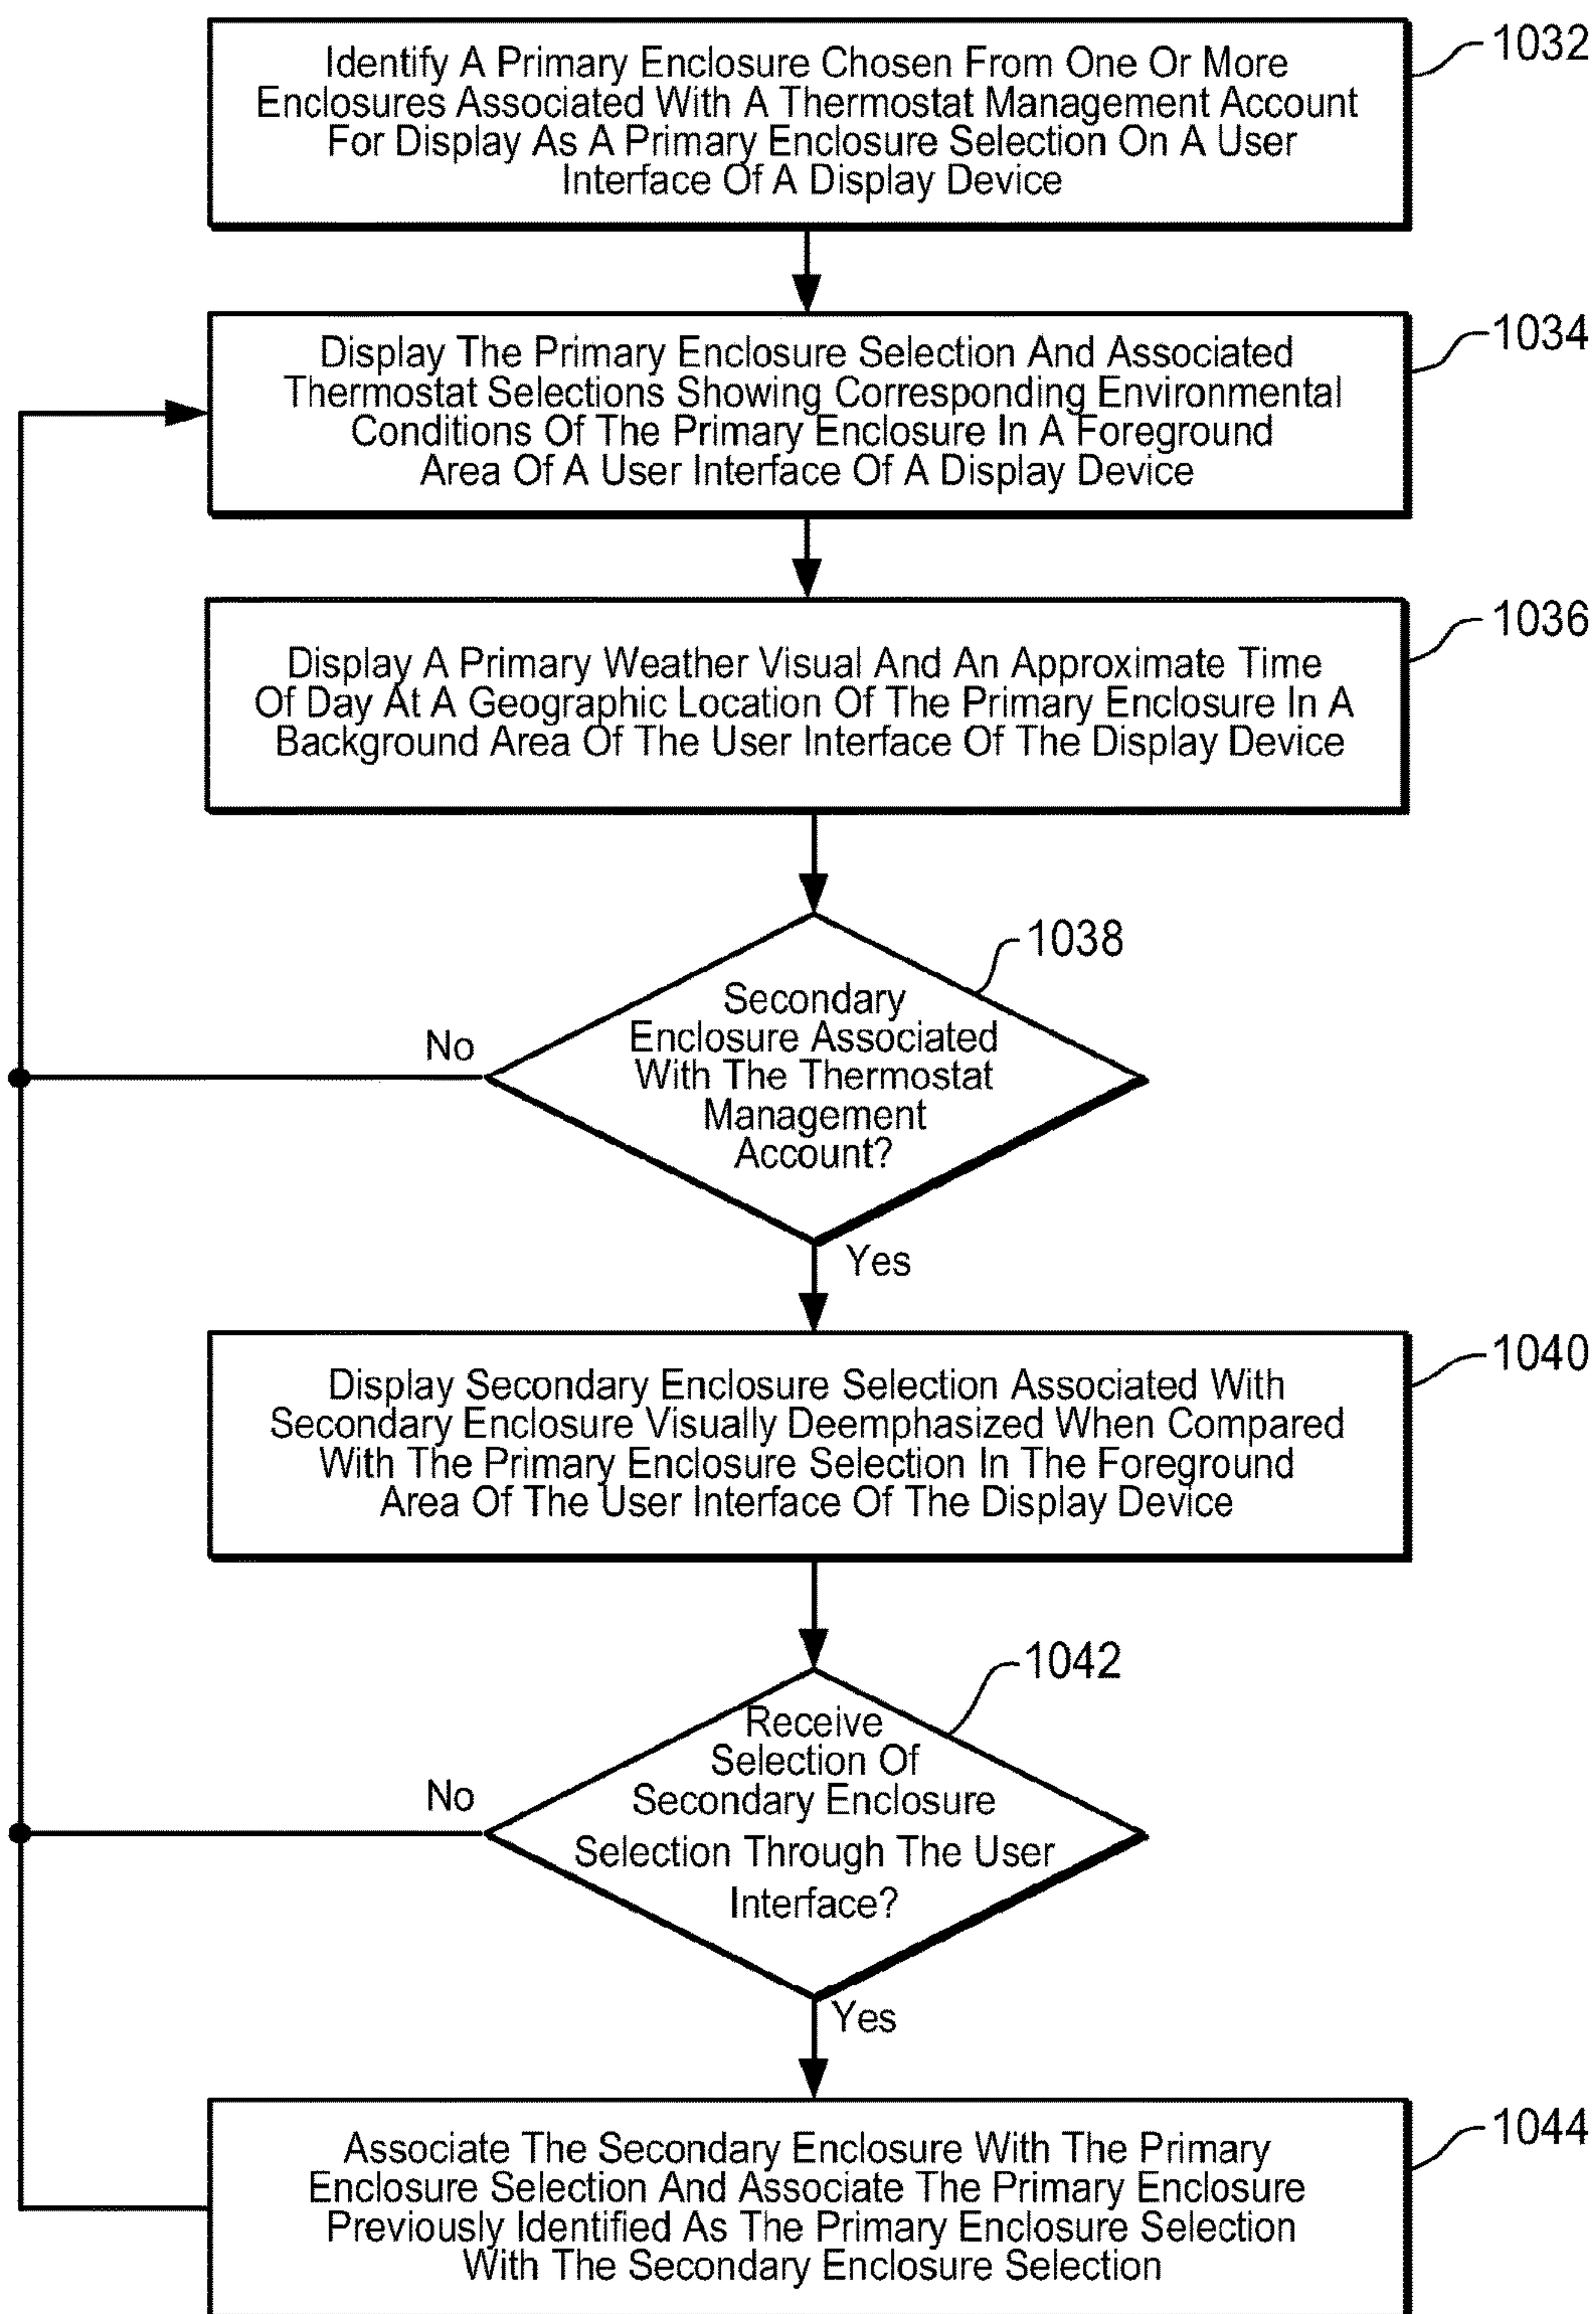 Identify A Primary Enclosure Chosen From One Or More
Enclosures Associated With A Thermostat Management Account
For Display As A Primary Enclosure Selection On A User
Interface Of A Display Device
1032
Display The Primary Enclosure Selection And Associated
Thermostat Selections Showing Corresponding Environmental
Conditions Of The Primary Enclosure In A Foreground
Area Of A User Interface Of A Display Device
1034
Display A Primary Weather Visual And An Approximate Time
Of Day At A Geographic Location Of The Primary Enclosure In A
Background Area Of The User Interface Of The Display Device
1036
Secondary
Enclosure Associated
With The Thermostat
Management
Account?
1038
No
Yes
Display Secondary Enclosure Selection Associated With
Secondary Enclosure Visually Deemphasized When Compared
With The Primary Enclosure Selection In The Foreground
Area Of The User Interface Of The Display Device
1040
Receive
Selection Of
Secondary Enclosure
Selection Through The User
Interface?
1042
No
Yes
Associate The Secondary Enclosure With The Primary
Enclosure Selection And Associate The Primary Enclosure
Previously Identified As The Primary Enclosure Selection
With The Secondary Enclosure Selection
1044